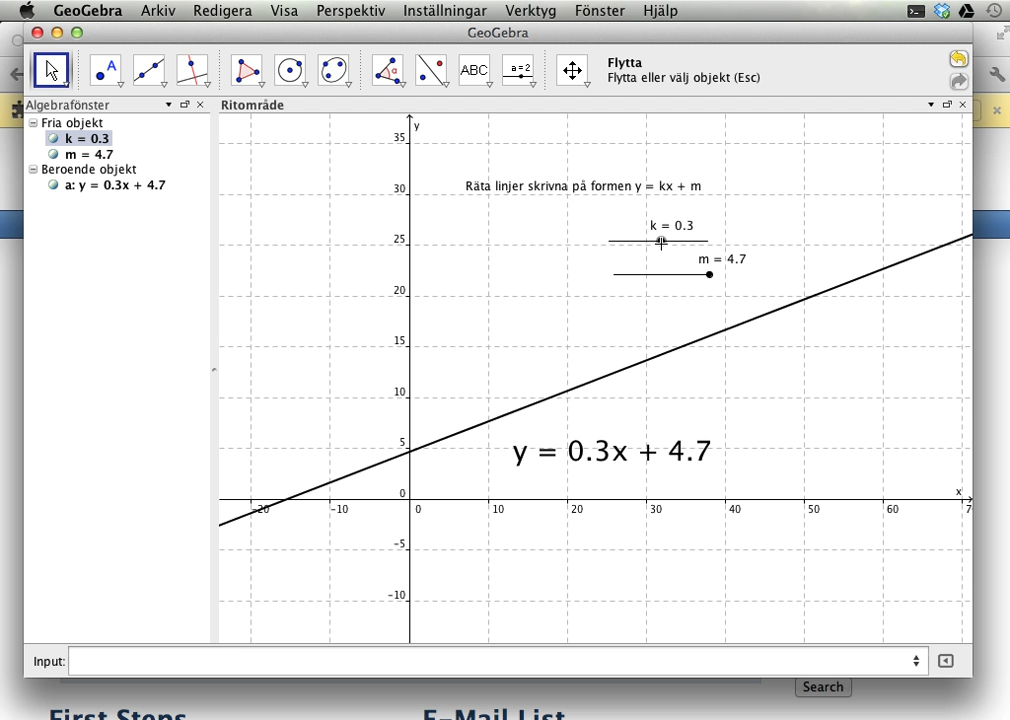 GeoGebra Arkiv Redigera Visa Perspektiv Inställningar Verktyg Fönster Hjälp
GeoGebra
A
ABC
a=2
Flytta
Flytta eller välj objekt (Esc)
Algebrafönster
Ritområde
Fria objekt
k = 0.3
m = 4.7
Beroende objekt
a: y = 0.3x + 4.7
y
35
30
25
20
15
10
5
0
-5
-10
Räta linjer skrivna på formen y = kx + m
k = 0.3
m = 4.7
y = 0.3x + 4.7
x
-20 -10 0 10 20 30 40 50 60
Input:
Search
First Steps
E-Mail List